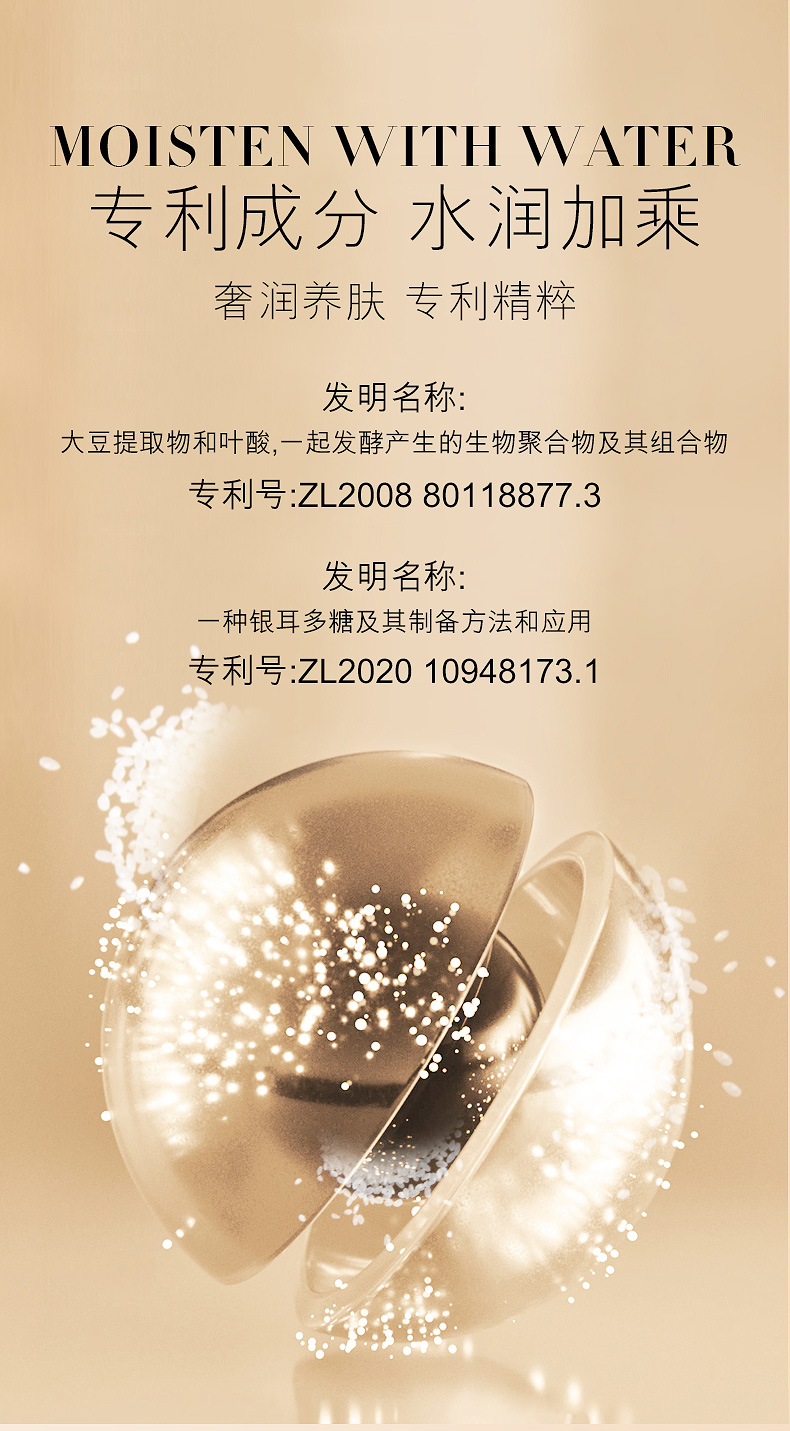 MOISTEN WITH WATER
专利成分 水润加乘
奢润养肤 专利精粹
发明名称:
大豆提取物和叶酸,一起发酵产生的生物聚合物及其组合物
专利号:ZL2008 80118877.3
发明名称:
一种银耳多糖及其制备方法和应用
专利号:ZL2020 10948173.1